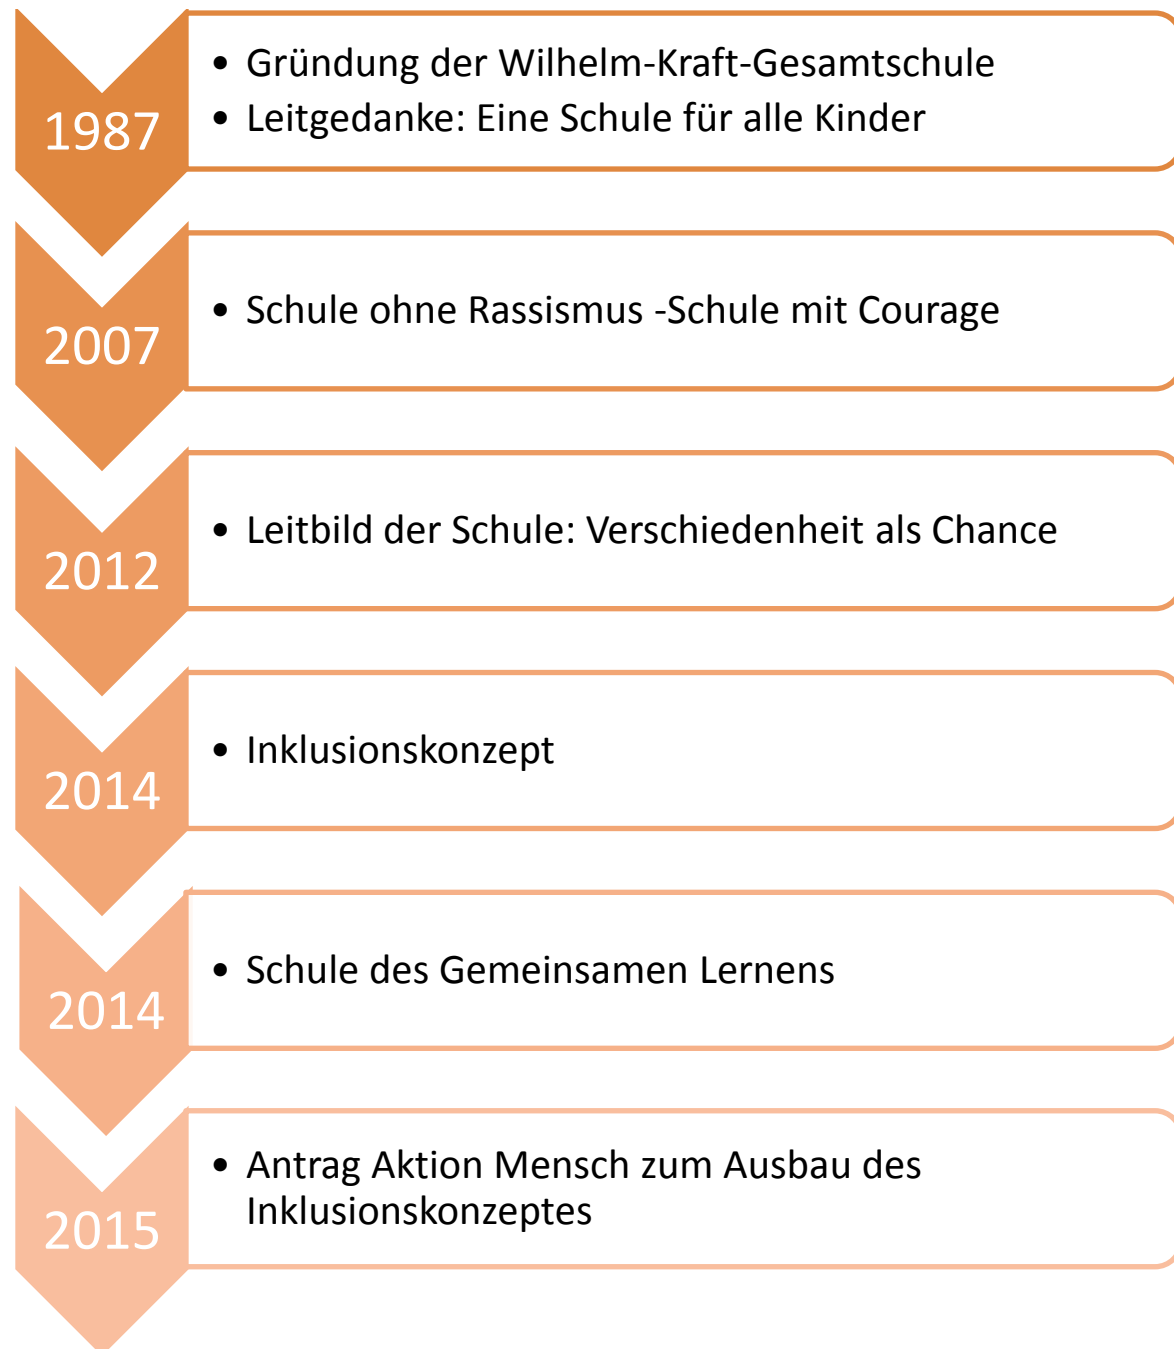 1987
• Gründung der Wilhelm-Kraft-Gesamtschule
• Leitgedanke: Eine Schule für alle Kinder
2007
• Schule ohne Rassismus -Schule mit Courage
2012
• Leitbild der Schule: Verschiedenheit als Chance
2014
• Inklusionskonzept
2014
• Schule des Gemeinsamen Lernens
2015
• Antrag Aktion Mensch zum Ausbau des
Inklusionskonzeptes